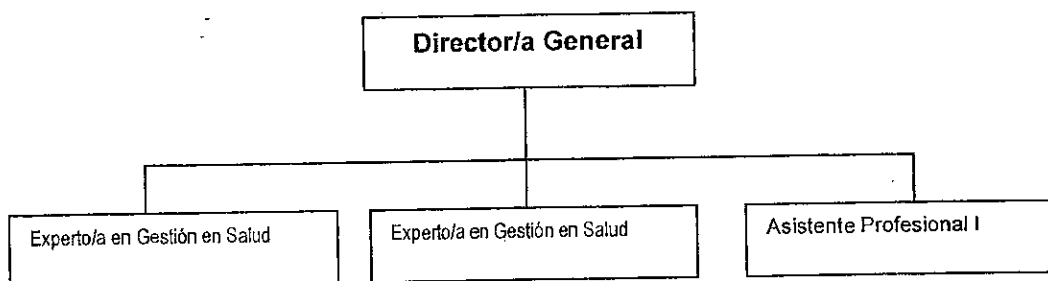 Director/a General
Experto/a en Gestión en Salud
Experto/a en Gestión en Salud
Asistente Profesional I